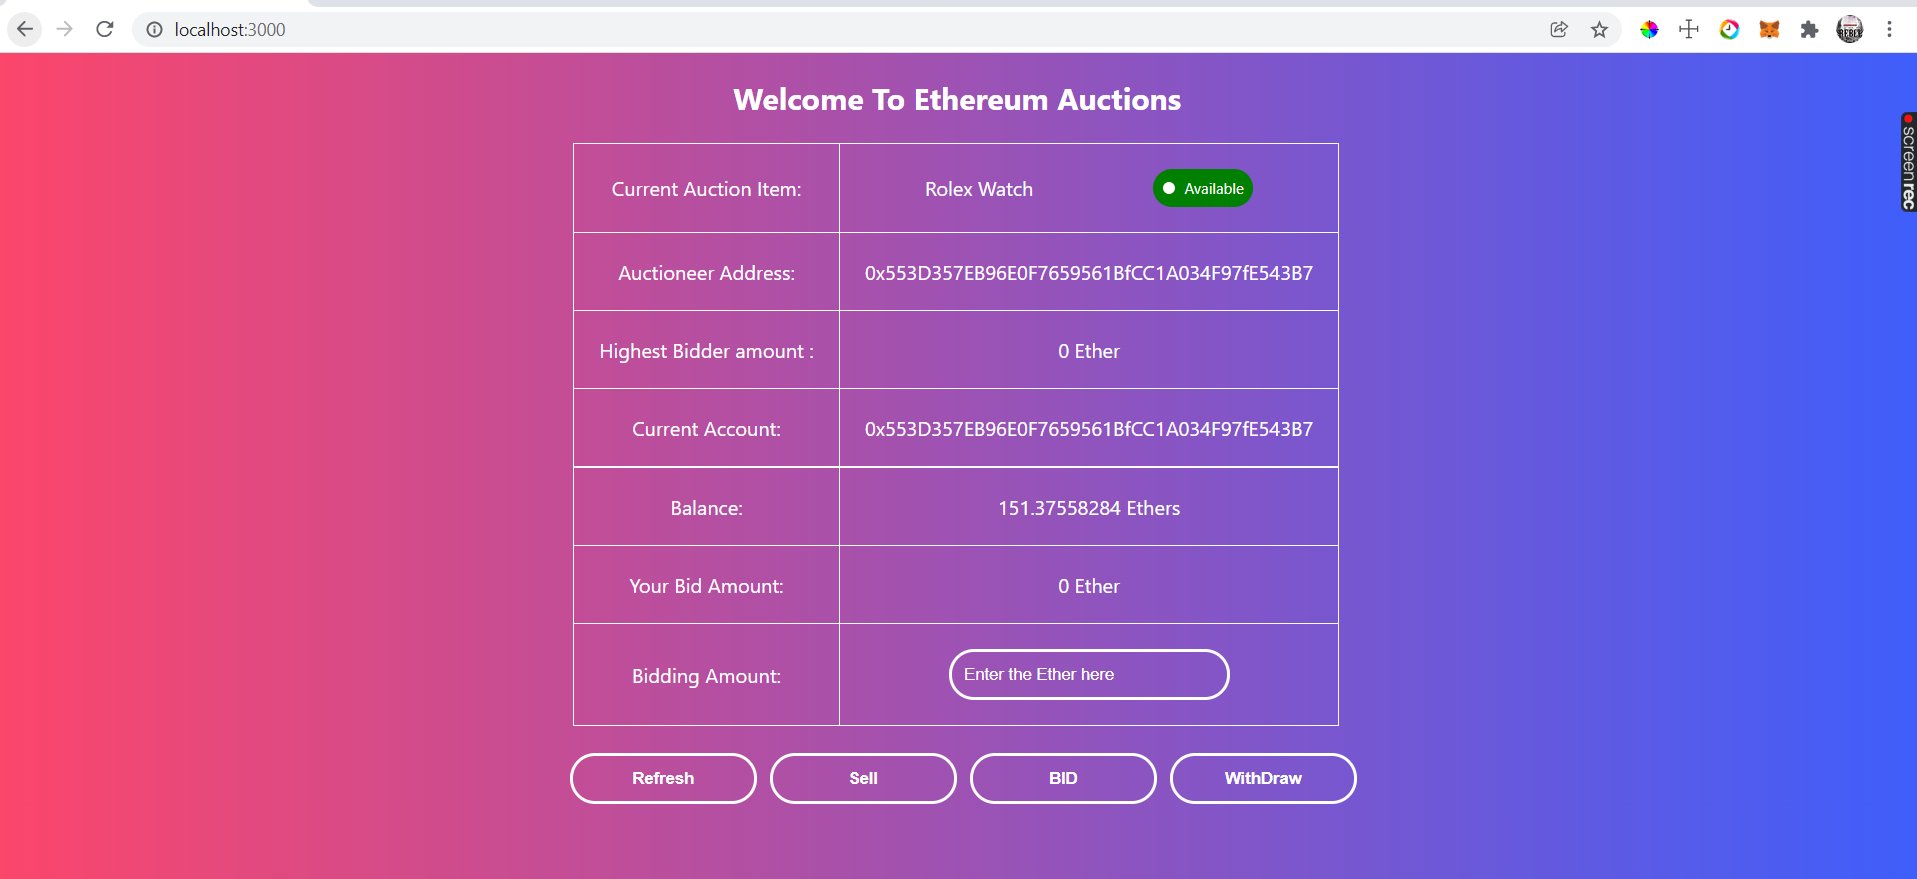 localhost:3000
Welcome To Ethereum Auctions
Current Auction Item: Rolex Watch Available
Auctioneer Address: 0x553D357EB96E0F7659561BfCC1A034F97fE543B7
Highest Bidder amount : 0 Ether
Current Account: 0x553D357EB96E0F7659561BfCC1A034F97fE543B7
Balance: 151.37558284 Ethers
Your Bid Amount: 0 Ether
Bidding Amount: Enter the Ether here
Refresh Sell BID WithDraw
screenrec